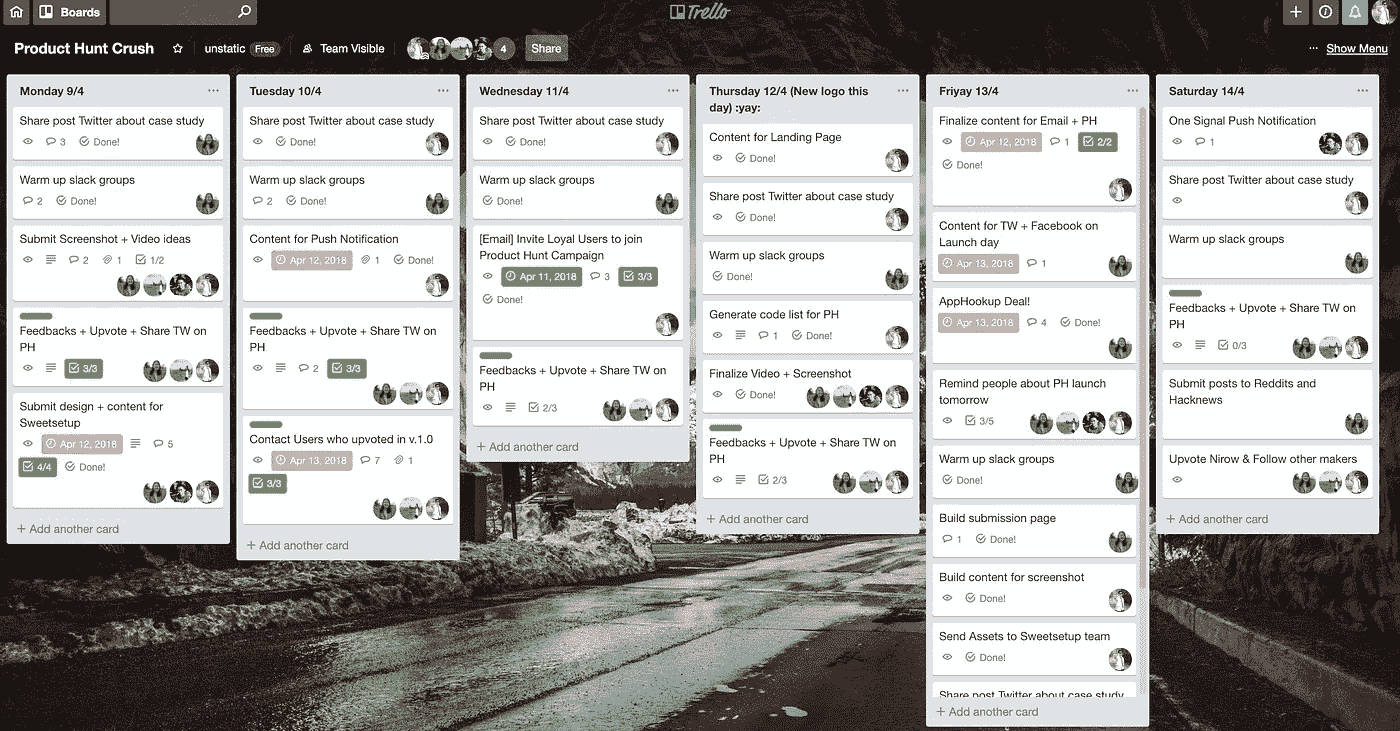 Boards
Trello
Product Hunt Crush
unstatic Free
Team Visible
4
Share
... Show Menu
Monday 9/4
Share post Twitter about case study
3 Done!
Warm up slack groups
2 Done!
Submit Screenshot + Video ideas
2 1 1/2
Feedbacks + Upvote + Share TW on
PH
3/3
Submit design + content for
Sweetsetup
Apr 12, 2018 5
4/4 Done!
+ Add another card
Tuesday 10/4
Share post Twitter about case study
Done!
Warm up slack groups
2 Done!
Content for Push Notification
Apr 12, 2018 1 Done!
Feedbacks + Upvote + Share TW on
PH
2 3/3
Contact Users who upvoted in v.1.0
Apr 13, 2018 7 1
3/3
+ Add another card
Wednesday 11/4
Share post Twitter about case study
Done!
Warm up slack groups
Done!
[Email] Invite Loyal Users to join
Product Hunt Campaign
Apr 11, 2018 3 3/3
Done!
Feedbacks + Upvote + Share TW on
PH
2/3
+ Add another card
Thursday 12/4 (New logo this
day) :yay:
Content for Landing Page
Done!
Share post Twitter about case study
Done!
Warm up slack groups
Done!
Generate code list for PH
1 Done!
Finalize Video + Screenshot
Done!
Feedbacks + Upvote + Share TW on
PH
2/3
+ Add another card
Friyay 13/4
Finalize content for Email + PH
Apr 12, 2018 1 2/2
Done!
Content for TW + Facebook on
Launch day
Apr 13, 2018 1
AppHookup Deal!
Apr 13, 2018 4 Done!
Remind people about PH launch
tomorrow
3/5
Warm up slack groups
Done!
Build submission page
1 Done!
Build content for screenshot
Done!
Send Assets to Sweetsetup team
Done!
Share post Twitter about case study
+ Add another card
Saturday 14/4
One Signal Push Notification
1
Share post Twitter about case study
Warm up slack groups
Feedbacks + Upvote + Share TW on
PH
0/3
Submit posts to Reddits and
Hacknews
Upvote Nirow & Follow other makers
+ Add another card